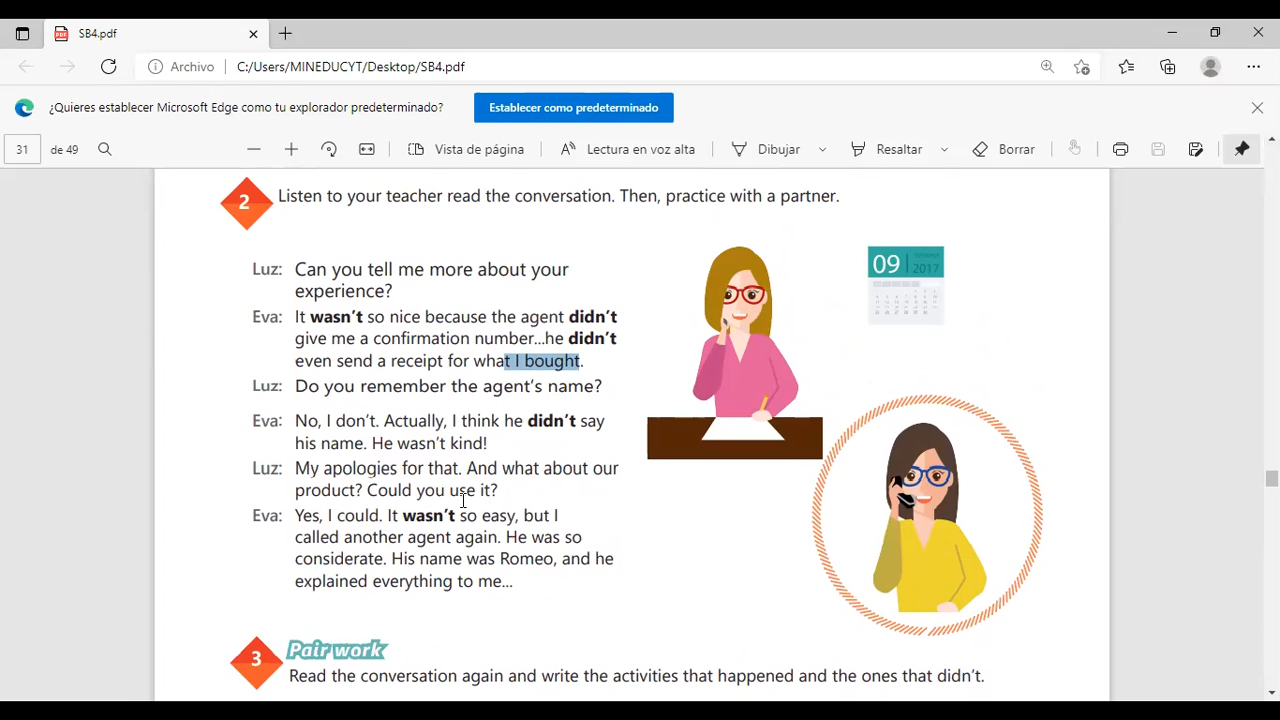 SB4.pdf
Archivo
C:/Users/MINEDUCYT/Desktop/SB4.pdf
¿Quieres establecer Microsoft Edge como tu explorador predeterminado?
Establecer como predeterminado
31 de 49
Vista de página
Lectura en voz alta
Dibujar
Resaltar
Borrar
2 Listen to your teacher read the conversation. Then, practice with a partner.
Luz: Can you tell me more about your
experience?
Eva: It wasn't so nice because the agent didn't
give me a confirmation number...he didn't
even send a receipt for what I bought.
Luz: Do you remember the agent's name?
Eva: No, I don't. Actually, I think he didn't say
his name. He wasn't kind!
Luz: My apologies for that. And what about our
product? Could you use it?
Eva: Yes, I could. It wasn't so easy, but I
called another agent again. He was so
considerate. His name was Romeo, and he
explained everything to me...
09
2017
3 Pair work
Read the conversation again and write the activities that happened and the ones that didn't.